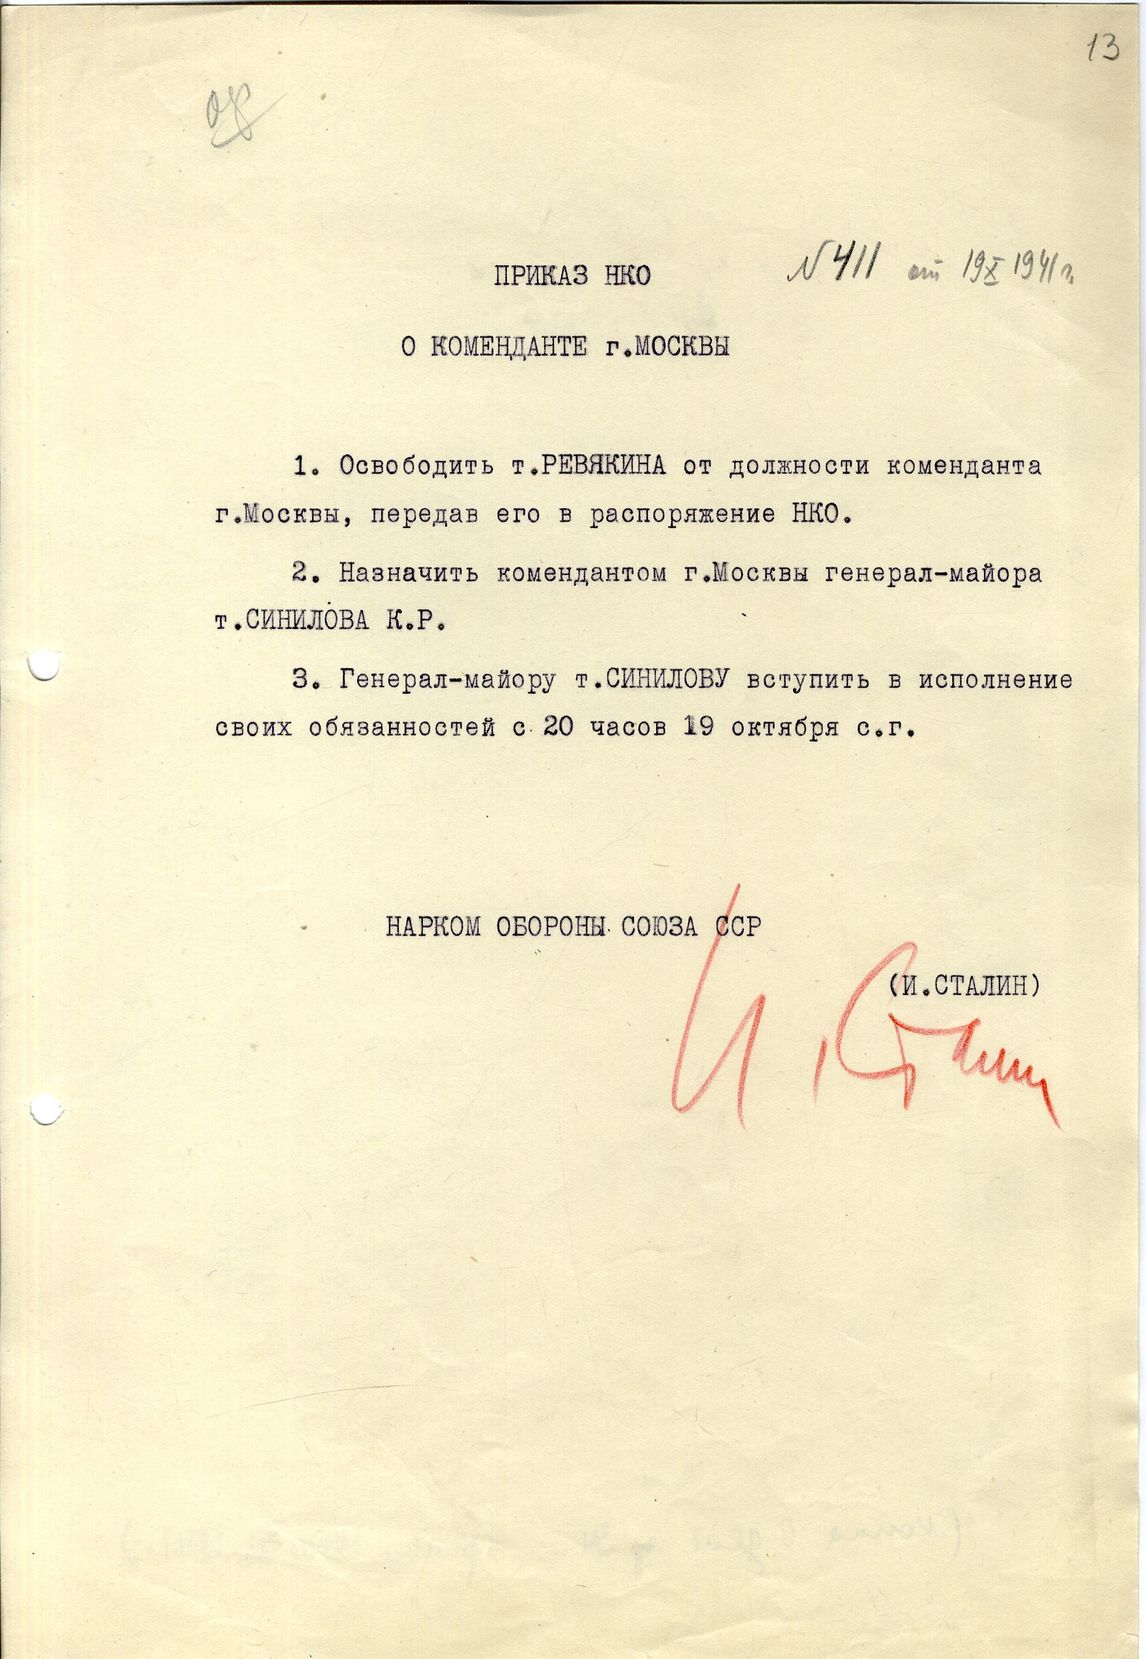 13
ПРИКАЗ НКО
№ 411 от 19 X 1941 г.
О КОМЕНДАНТЕ г.МОСКВЫ
1. Освободить т.РЕВЯКИНА от должности коменданта
г.Москвы, передав его в распоряжение НКО.
2. Назначить комендантом г.Москвы генерал-майора
т.СИНИЛОВА К.Р.
3. Генерал-майору т.СИНИЛОВУ вступить в исполнение
своих обязанностей с 20 часов 19 октября с.г.
НАРКОМ ОБОРОНЫ СОЮЗА ССР
(И.СТАЛИН)
И. Сталин